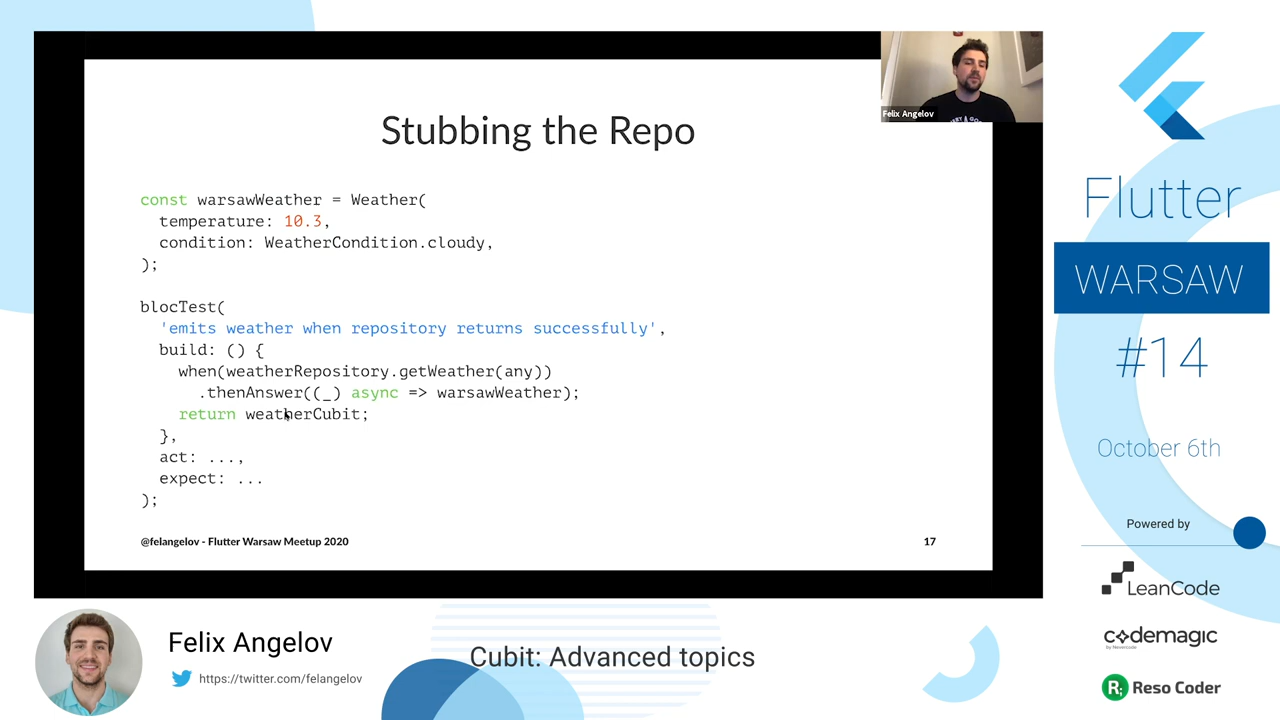 Stubbing the Repo
const warsawWeather = Weather(
  temperature: 10.3,
  condition: WeatherCondition.cloudy,
);
blocTest(
  'emits weather when repository returns successfully',
  build: () {
    when(weatherRepository.getWeather(any))
      .thenAnswer((_) async => warsawWeather);
    return weatherCubit;
  },
  act: ...,
  expect: ...
);
@felangelov - Flutter Warsaw Meetup 2020
17
Felix Angelov
Flutter
WARSAW
#14
October 6th
Powered by
LeanCode
codemagic
by Nevercode
R;
Reso Coder
Felix Angelov
https://twitter.com/felangelov
Cubit: Advanced topics